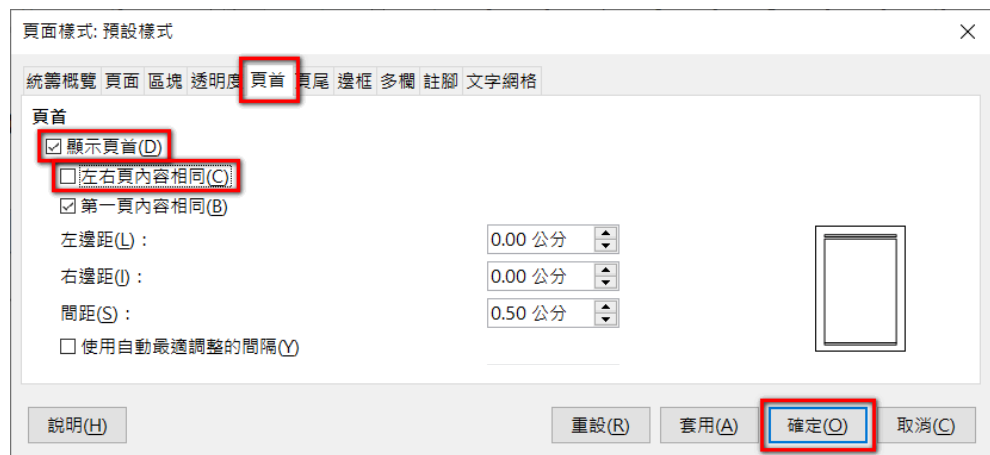 頁面樣式: 預設樣式
統籌概覽 頁面 區塊 透明度 頁首 頁尾 邊框 多欄 註腳 文字網格
頁首
顯示頁首(D)
左右頁內容相同(C)
第一頁內容相同(B)
左邊距(L)： 0.00 公分
右邊距(I)： 0.00 公分
間距(S)： 0.50 公分
使用自動最適調整的間隔(Y)
說明(H) 重設(R) 套用(A) 確定(O) 取消(C)